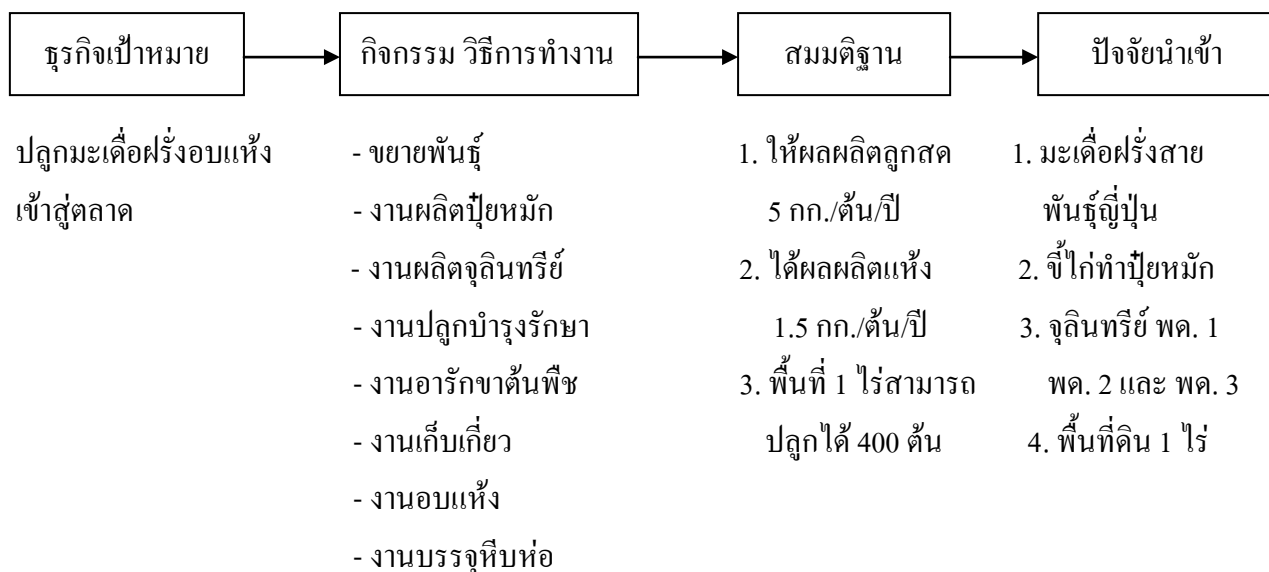 ธุรกิจเป้าหมาย
กิจกรรม วิธีการทำงาน
สมมติฐาน
ปัจจัยนำเข้า
ปลูกมะเดื่อฝรั่งอบแห้ง
เข้าสู่ตลาด
- ขยายพันธุ์
- งานผลิตปุ๋ยหมัก
- งานผลิตจุลินทรีย์
- งานปลูกบำรุงรักษา
- งานอารักขาต้นพืช
- งานเก็บเกี่ยว
- งานอบแห้ง
- งานบรรจุหีบห่อ
1. ให้ผลผลิตลูกสด
5 กก./ต้น/ปี
2. ได้ผลผลิตแห้ง
1.5 กก./ต้น/ปี
3. พื้นที่ 1 ไร่สามารถ
ปลูกได้ 400 ต้น
1. มะเดื่อฝรั่งสาย
พันธุ์ญี่ปุ่น
2. ขี้ไก่ทำปุ๋ยหมัก
3. จุลินทรีย์ พด. 1
พด. 2 และ พด. 3
4. พื้นที่ดิน 1 ไร่